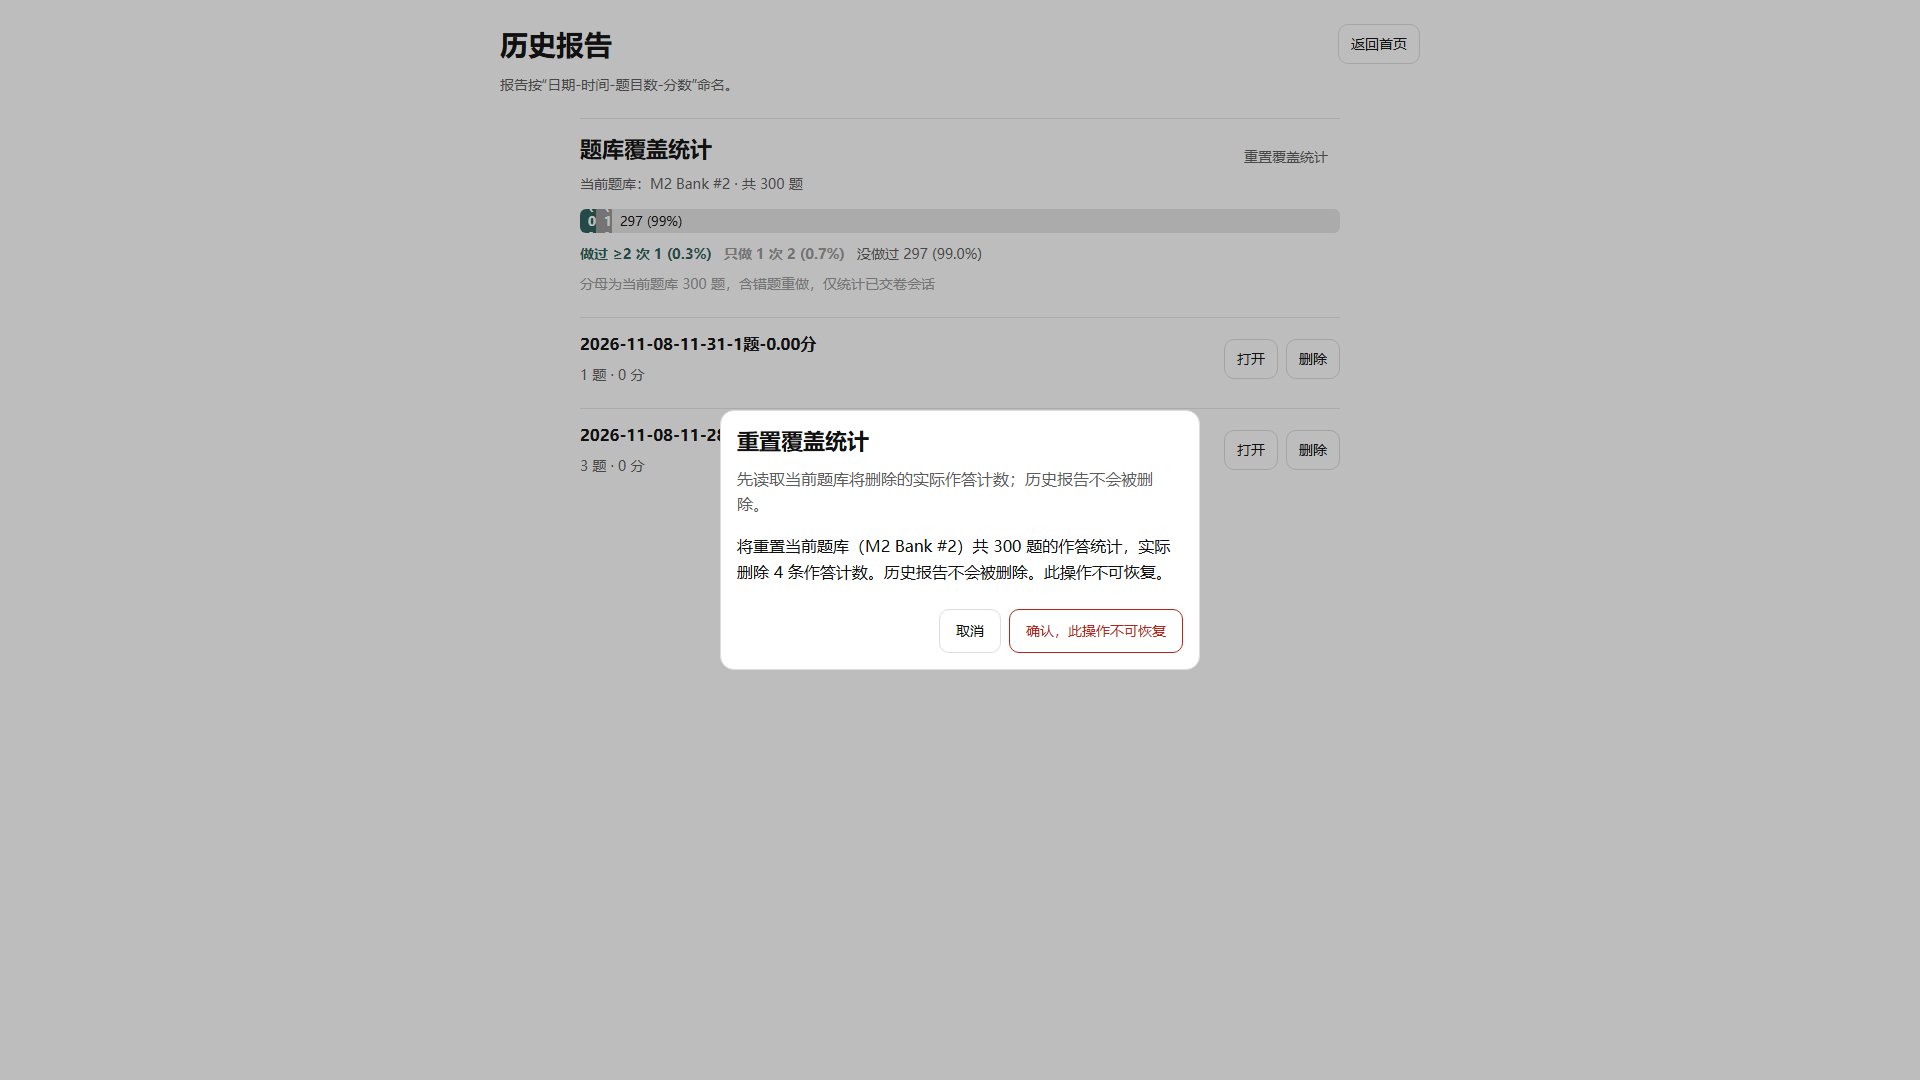 历史报告
返回首页
报告按“日期-时间-题目数-分数”命名。
题库覆盖统计
重置覆盖统计
当前题库：M2 Bank #2 · 共 300 题
0 1 297 (99%)
做过 ≥2 次 1 (0.3%) 只做 1 次 2 (0.7%) 没做过 297 (99.0%)
分母为当前题库 300 题，含错题重做，仅统计已交卷会话
2026-11-08-11-31-1题-0.00分
1 题 · 0 分
打开 删除
2026-11-08-11-28
3 题 · 0 分
打开 删除
重置覆盖统计
先读取当前题库将删除的实际作答计数；历史报告不会被删
除。
将重置当前题库（M2 Bank #2）共 300 题的作答统计，实际
删除 4 条作答计数。历史报告不会被删除。此操作不可恢复。
取消 确认，此操作不可恢复